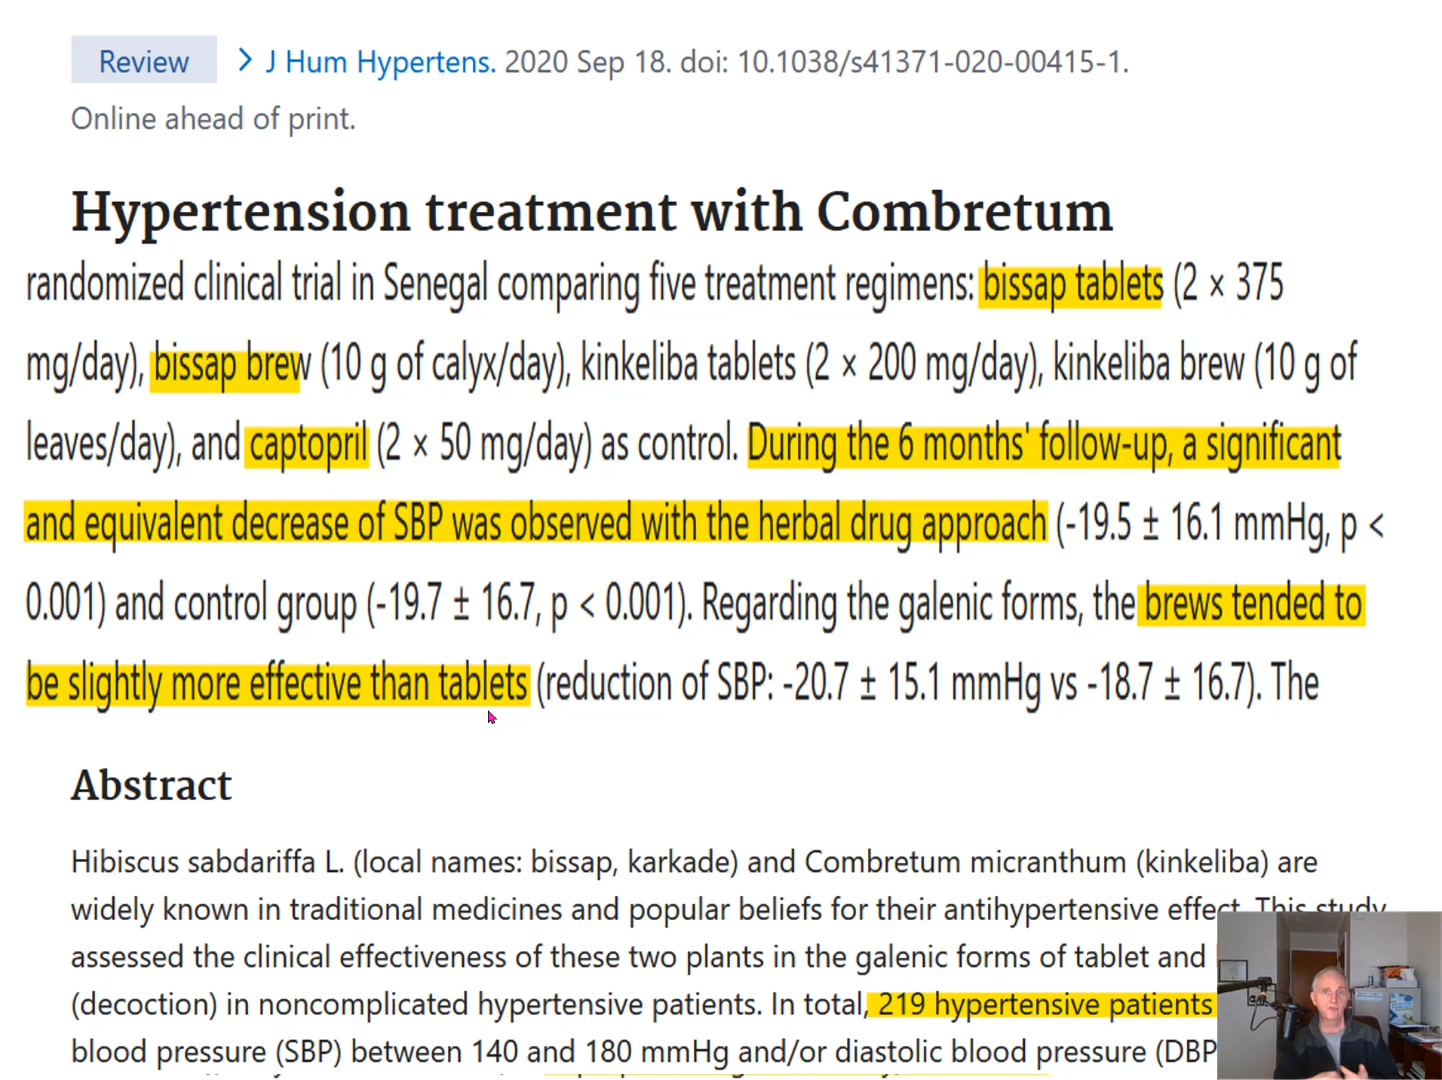 Review > J Hum Hypertens. 2020 Sep 18. doi: 10.1038/s41371-020-00415-1.
Online ahead of print.
Hypertension treatment with Combretum
randomized clinical trial in Senegal comparing five treatment regimens: bissap tablets (2 × 375
mg/day), bissap brew (10 g of calyx/day), kinkeliba tablets (2 × 200 mg/day), kinkeliba brew (10 g of
leaves/day), and captopril (2 × 50 mg/day) as control. During the 6 months' follow-up, a significant
and equivalent decrease of SBP was observed with the herbal drug approach (-19.5 ± 16.1 mmHg, p <
0.001) and control group (-19.7 ± 16.7, p < 0.001). Regarding the galenic forms, the brews tended to
be slightly more effective than tablets (reduction of SBP: -20.7 ± 15.1 mmHg vs -18.7 ± 16.7). The
Abstract
Hibiscus sabdariffa L. (local names: bissap, karkade) and Combretum micranthum (kinkeliba) are
widely known in traditional medicines and popular beliefs for their antihypertensive effect. This study
assessed the clinical effectiveness of these two plants in the galenic forms of tablet and
(decoction) in noncomplicated hypertensive patients. In total, 219 hypertensive patients
blood pressure (SBP) between 140 and 180 mmHg and/or diastolic blood pressure (DBP